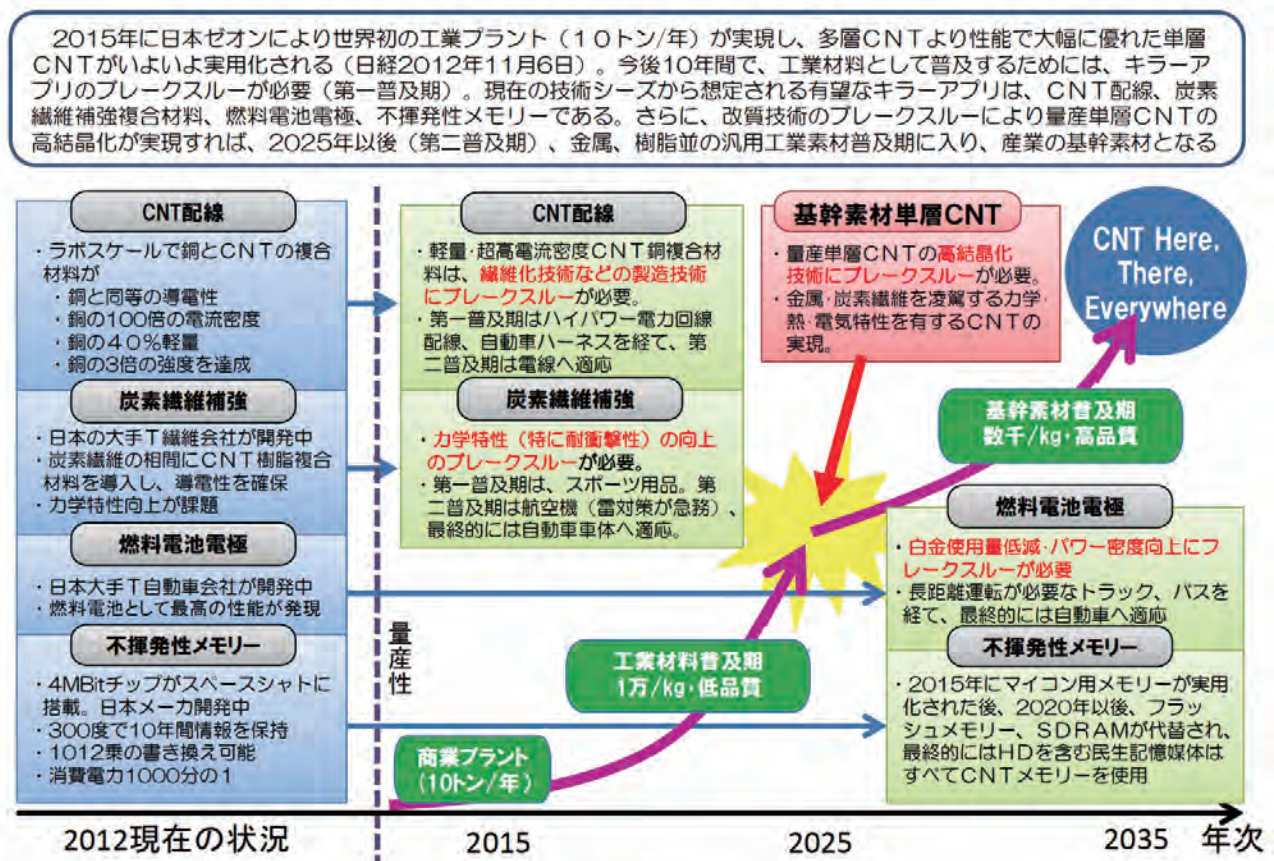 2015年に日本ゼオンにより世界初の工業プラント（10トン/年）が実現し、多層CNTより性能で大幅に優れた単層
CNTがいよいよ実用化される（日経2012年11月6日）。今後10年間で、工業材料として普及するためには、キラーア
プリのブレークスルーが必要（第一普及期）。現在の技術シーズから想定される有望なキラーアプリは、CNT配線、炭素
繊維補強複合材料、燃料電池電極、不揮発性メモリーである。さらに、改質技術のブレークスルーにより量産単層CNTの
高結晶化が実現すれば、2025年以後（第二普及期）、金属、樹脂並の汎用工業素材普及期に入り、産業の基幹素材となる
CNT配線
・ラボスケールで銅とCNTの複合
材料が
・銅と同等の導電性
・銅の100倍の電流密度
・銅の40%軽量
・銅の3倍の強度を達成
炭素繊維補強
・日本の大手T繊維会社が開発中
・炭素繊維の相間にCNT樹脂複合
材料を導入し、導電性を確保
・力学特性向上が課題
燃料電池電極
・日本大手T自動車会社が開発中
・燃料電池として最高の性能が発現
不揮発性メモリー
・4MBitチップがスペースシャトに
搭載。日本メーカ開発中
・300度で10年間情報を保持
・1012乗の書き換え可能
・消費電力1000分の1
CNT配線
・軽量・超高電流密度CNT銅複合材
料は、繊維化技術などの製造技術
にブレークスルーが必要。
・第一普及期はハイパワー電力回線
配線、自動車ハーネスを経て、第
二普及期は電線へ適応
炭素繊維補強
・力学特性（特に耐衝撃性）の向上
のブレークスルーが必要。
・第一普及期は、スポーツ用品。第
二普及期は航空機（雷対策が急務）、
最終的には自動車車体へ適応。
基幹素材単層CNT
・量産単層CNTの高結晶化
技術にブレークスルーが必要。
・金属・炭素繊維を凌駕する力学・
熱・電気特性を有するCNTの
実現。
CNT Here,
There,
Everywhere
基幹素材普及期
数千/kg・高品質
燃料電池電極
・白金使用量低減・パワー密度向上にブ
レークスルーが必要
・長距離運転が必要なトラック、バスを
経て、最終的には自動車へ適応
不揮発性メモリー
・2015年にマイコン用メモリーが実用
化された後、2020年以後、フラッ
シュメモリー、SDRAMが代替され、
最終的にはHDを含む民生記憶媒体は
すべてCNTメモリーを使用
量産性
工業材料普及期
1万/kg・低品質
商業プラント
(10トン/年)
2012現在の状況
2015
2025
2035
年次